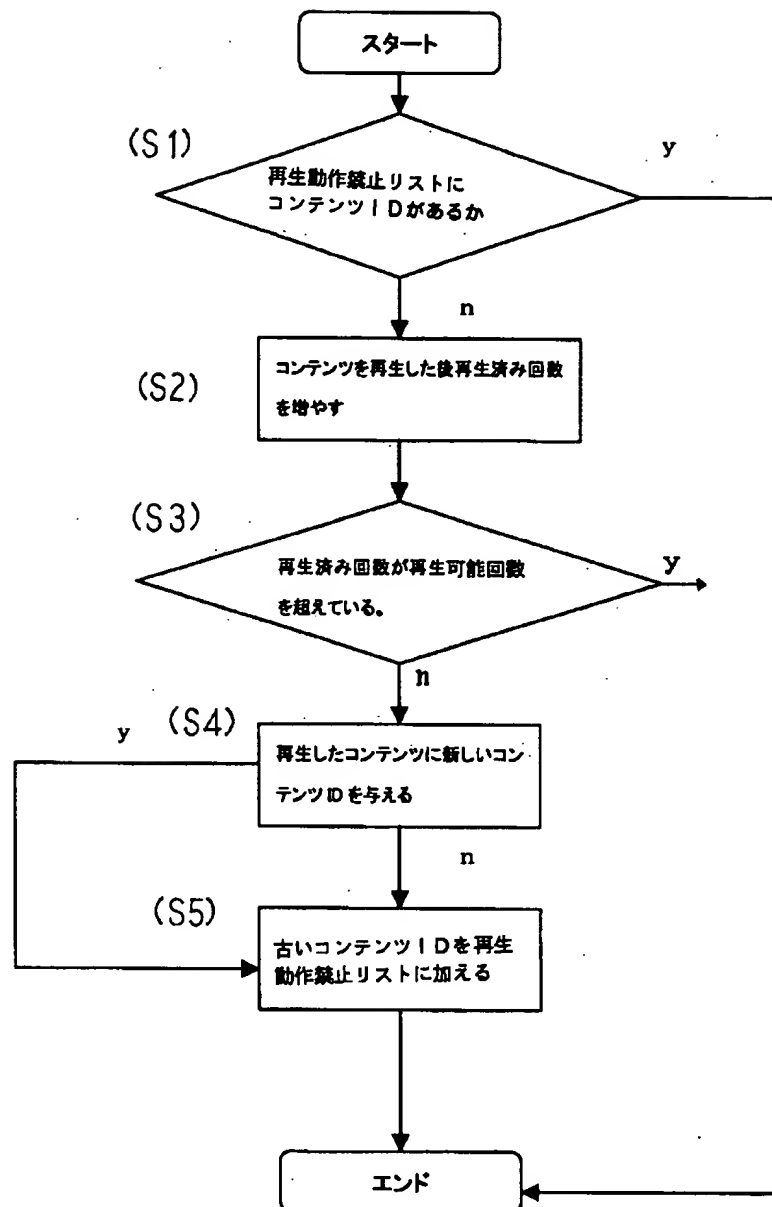 スタート
(S1)
y
再生動作禁止リストに
コンテンツIDがあるか
n
(S2)
コンテンツを再生した後再生済み回数
を増やす
(S3)
再生済み回数が再生可能回数
を超えている。
y
n
(S4)
y
再生したコンテンツに新しいコン
テンツIDを与える
n
(S5)
古いコンテンツIDを再生
動作禁止リストに加える
エンド